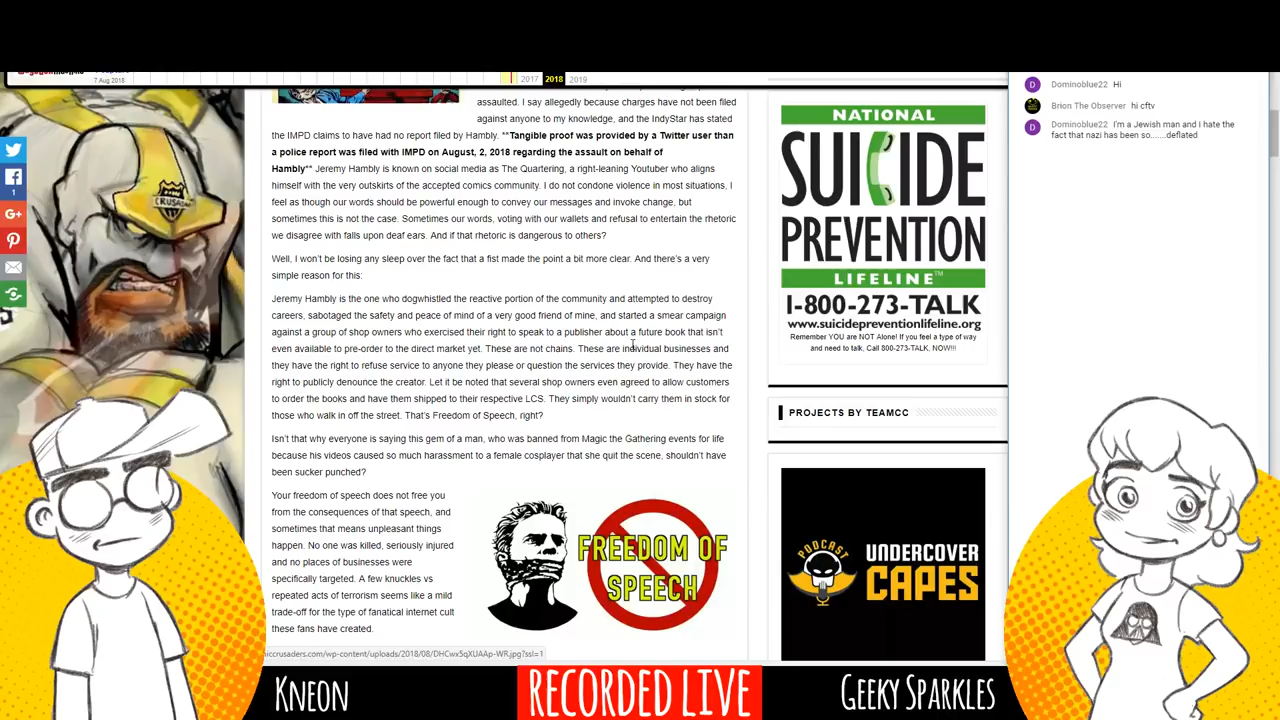 7 Aug 2018
2017 2018 2019
assaulted. I say allegedly because charges have not been filed
against anyone to my knowledge, and the IndyStar has stated
the IMPD claims to have had no report filed by Hambly. **Tangible proof was provided by a Twitter user than
a police report was filed with IMPD on August, 2, 2018 regarding the assault on behalf of
Hambly** Jeremy Hambly is known on social media as The Quartering, a right-leaning Youtuber who aligns
himself with the very outskirts of the accepted comics community. I do not condone violence in most situations, I
feel as though our words should be powerful enough to convey our messages and invoke change, but
sometimes this is not the case. Sometimes our words, voting with our wallets and refusal to entertain the rhetoric
we disagree with falls upon deaf ears. And if that rhetoric is dangerous to others?
Well, I won't be losing any sleep over the fact that a fist made the point a bit more clear. And there's a very
simple reason for this:
Jeremy Hambly is the one who dogwhistled the reactive portion of the community and attempted to destroy
careers, sabotaged the safety and peace of mind of a very good friend of mine, and started a smear campaign
against a group of shop owners who exercised their right to speak to a publisher about a future book that isn't
even available to pre-order to the direct market yet. These are not chains. These are individual businesses and
they have the right to refuse service to anyone they please or question the services they provide. They have the
right to publicly denounce the creator. Let it be noted that several shop owners even agreed to allow customers
to order the books and have them shipped to their respective LCS. They simply wouldn't carry them in stock for
those who walk in off the street. That's Freedom of Speech, right?
Isn't that why everyone is saying this gem of a man, who was banned from Magic the Gathering events for life
because his videos caused so much harassment to a female cosplayer that she quit the scene, shouldn't have
been sucker punched?
Your freedom of speech does not free you
from the consequences of that speech, and
sometimes that means unpleasant things
happen. No one was killed, seriously injured
and no places of businesses were
specifically targeted. A few knuckles vs
repeated acts of terrorism seems like a mild
trade-off for the type of fanatical internet cult
these fans have created.
FREEDOM OF
SPEECH
iccrusaders.com/wp-content/uploads/2018/08/DHCwx5qXUAAp-WR.jpg?ssl=1
CRUSADER
1
NATIONAL
SUICIDE
PREVENTION
LIFELINE™
1-800-273-TALK
www.suicidepreventionlifeline.org
Remember YOU are NOT Alone! If you feel a type of way
and need to talk, Call 800-273-TALK, NOW!!!
PROJECTS BY TEAMCC
PODCAST
UNDERCOVER
CAPES
D Dominoblue22 Hi
Brion The Observer hi cftv
D Dominoblue22 I'm a Jewish man and i hate the
fact that nazi has been so.......deflated
KNEON
RECORDED LIVE
GEEKY SPARKLES